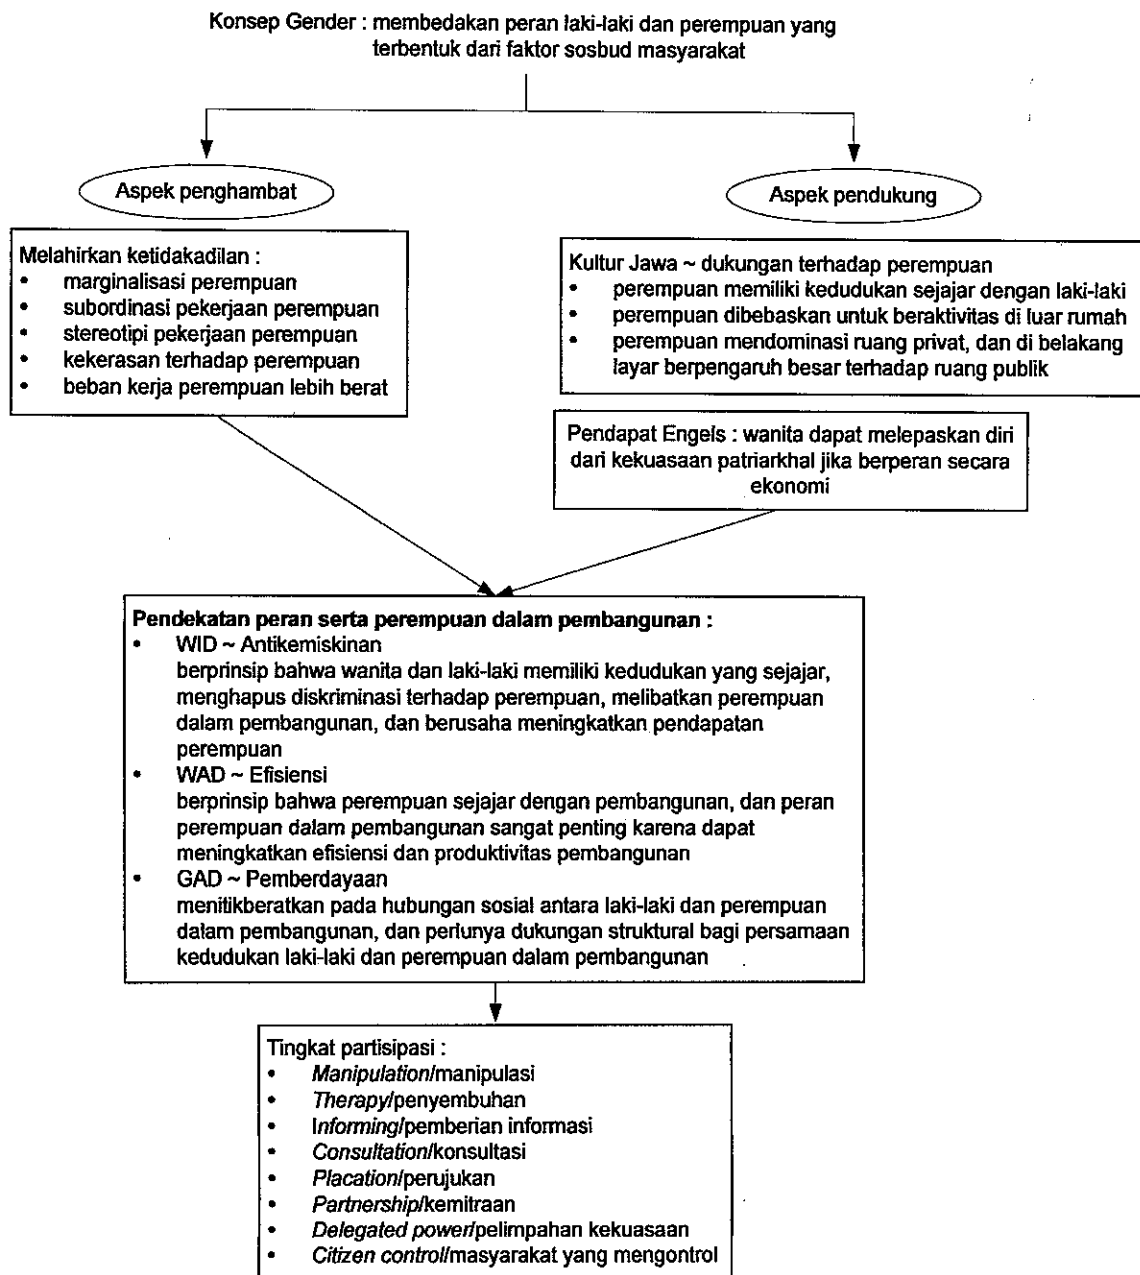 Konsep Gender : membedakan peran laki-laki dan perempuan yang
terbentuk dari faktor sosbud masyarakat
Aspek penghambat
Aspek pendukung
Melahirkan ketidakadilan :
• marginalisasi perempuan
• subordinasi pekerjaan perempuan
• stereotipi pekerjaan perempuan
• kekerasan terhadap perempuan
• beban kerja perempuan lebih berat
Kultur Jawa ~ dukungan terhadap perempuan
• perempuan memiliki kedudukan sejajar dengan laki-laki
• perempuan dibebaskan untuk beraktivitas di luar rumah
• perempuan mendominasi ruang privat, dan di belakang
layar berpengaruh besar terhadap ruang publik
Pendapat Engels : wanita dapat melepaskan diri
dari kekuasaan patriarkhal jika berperan secara
ekonomi
Pendekatan peran serta perempuan dalam pembangunan :
• WID ~ Antikemiskinan
berprinsip bahwa wanita dan laki-laki memiliki kedudukan yang sejajar,
menghapus diskriminasi terhadap perempuan, melibatkan perempuan
dalam pembangunan, dan berusaha meningkatkan pendapatan
perempuan
• WAD ~ Efisiensi
berprinsip bahwa perempuan sejajar dengan pembangunan, dan peran
perempuan dalam pembangunan sangat penting karena dapat
meningkatkan efisiensi dan produktivitas pembangunan
• GAD ~ Pemberdayaan
menitikberatkan pada hubungan sosial antara laki-laki dan perempuan
dalam pembangunan, dan perlunya dukungan struktural bagi persamaan
kedudukan laki-laki dan perempuan dalam pembangunan
Tingkat partisipasi :
• Manipulation/manipulasi
• Therapy/penyembuhan
• Informing/pemberian informasi
• Consultation/konsultasi
• Placation/perujukan
• Partnership/kemitraan
• Delegated power/pelimpahan kekuasaan
• Citizen control/masyarakat yang mengontrol